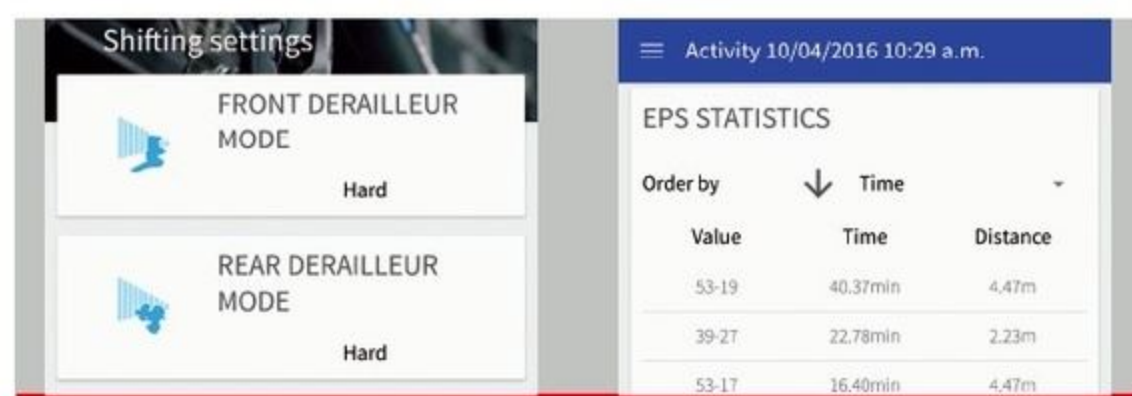 Shifting settings
FRONT DERAILLEUR
MODE
Hard
REAR DERAILLEUR
MODE
Hard
Activity 10/04/2016 10:29 a.m.
EPS STATISTICS
Order by Time
Value Time Distance
53-19 40.37min 4.47m
39-27 22.78min 2.23m
53-17 16.40min 4.47m